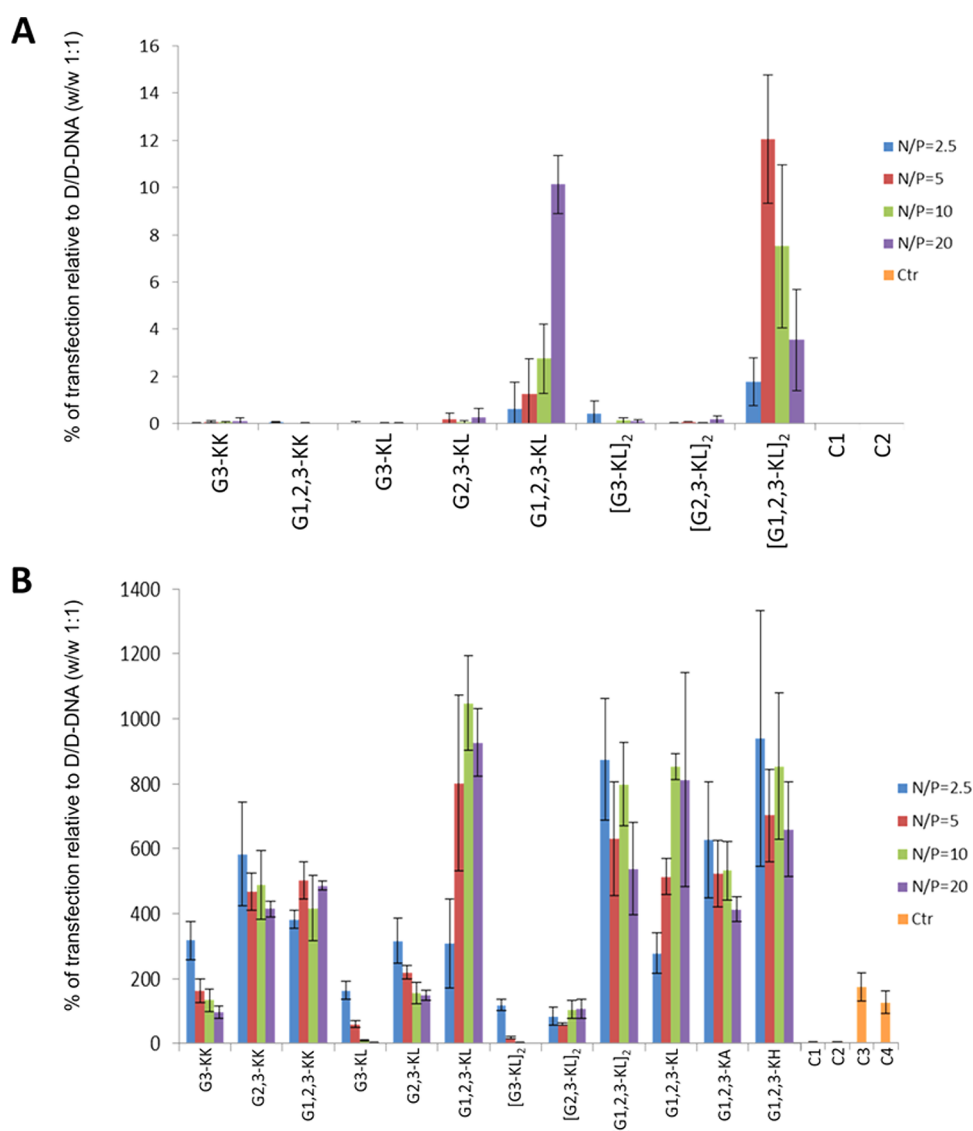 A
% of transfection relative to D/D-DNA (w/w 1:1)
16
14
12
10
8
6
4
2
0
G3-KK
G1,2,3-KK
G3-KL
G2,3-KL
G1,2,3-KL
[G3-KL]2
[G2,3-KL]2
[G1,2,3-KL]2
C1
C2
N/P=2.5
N/P=5
N/P=10
N/P=20
Ctr
B
% of transfection relative to D/D-DNA (w/w 1:1)
1400
1200
1000
800
600
400
200
0
G3-KK
G2,3-KK
G1,2,3-KK
G3-KL
G2,3-KL
G1,2,3-KL
[G3-KL]2
[G2,3-KL]2
G1,2,3-KL]2
G1,2,3-KL
G1,2,3-KA
G1,2,3-KH
C1
C2
C3
C4
N/P=2.5
N/P=5
N/P=10
N/P=20
Ctr